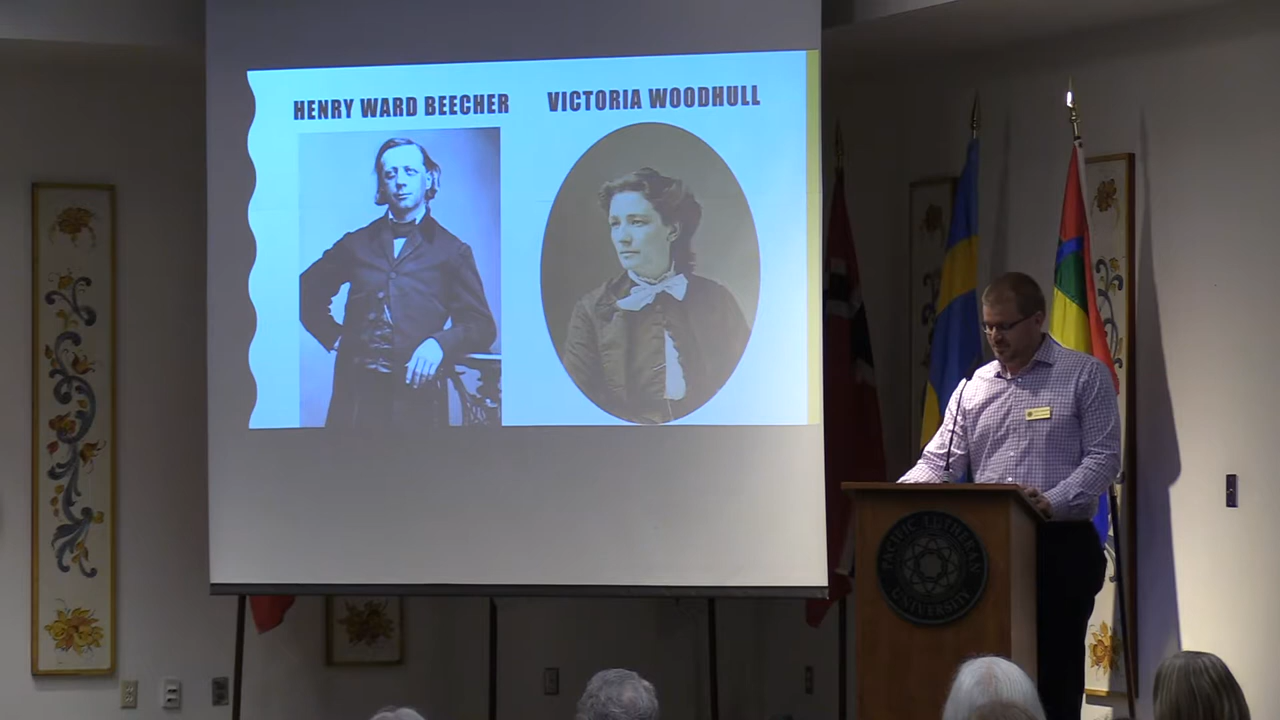 HENRY WARD BEECHER
VICTORIA WOODHULL
PACIFIC LUTHERAN
UNIVERSITY